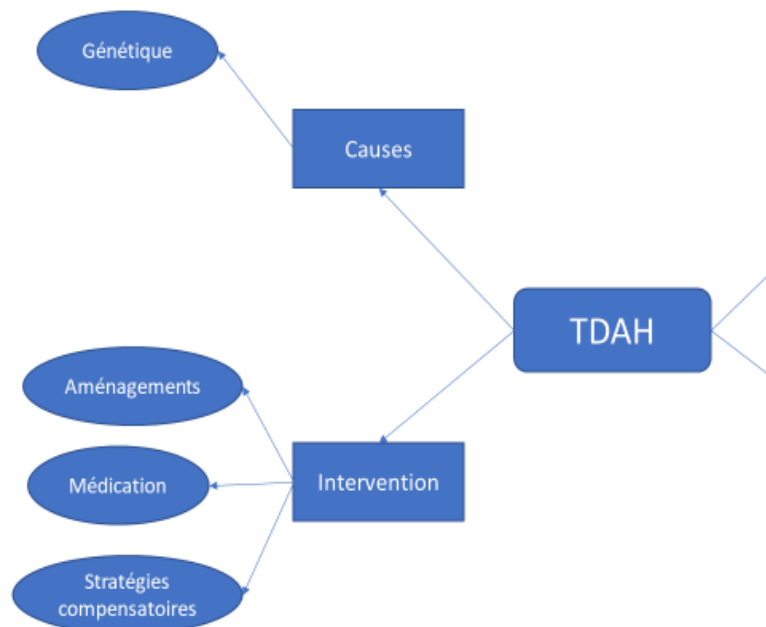 Génétique
Causes
TDAH
Aménagements
Médication
Intervention
Stratégies
compensatoires